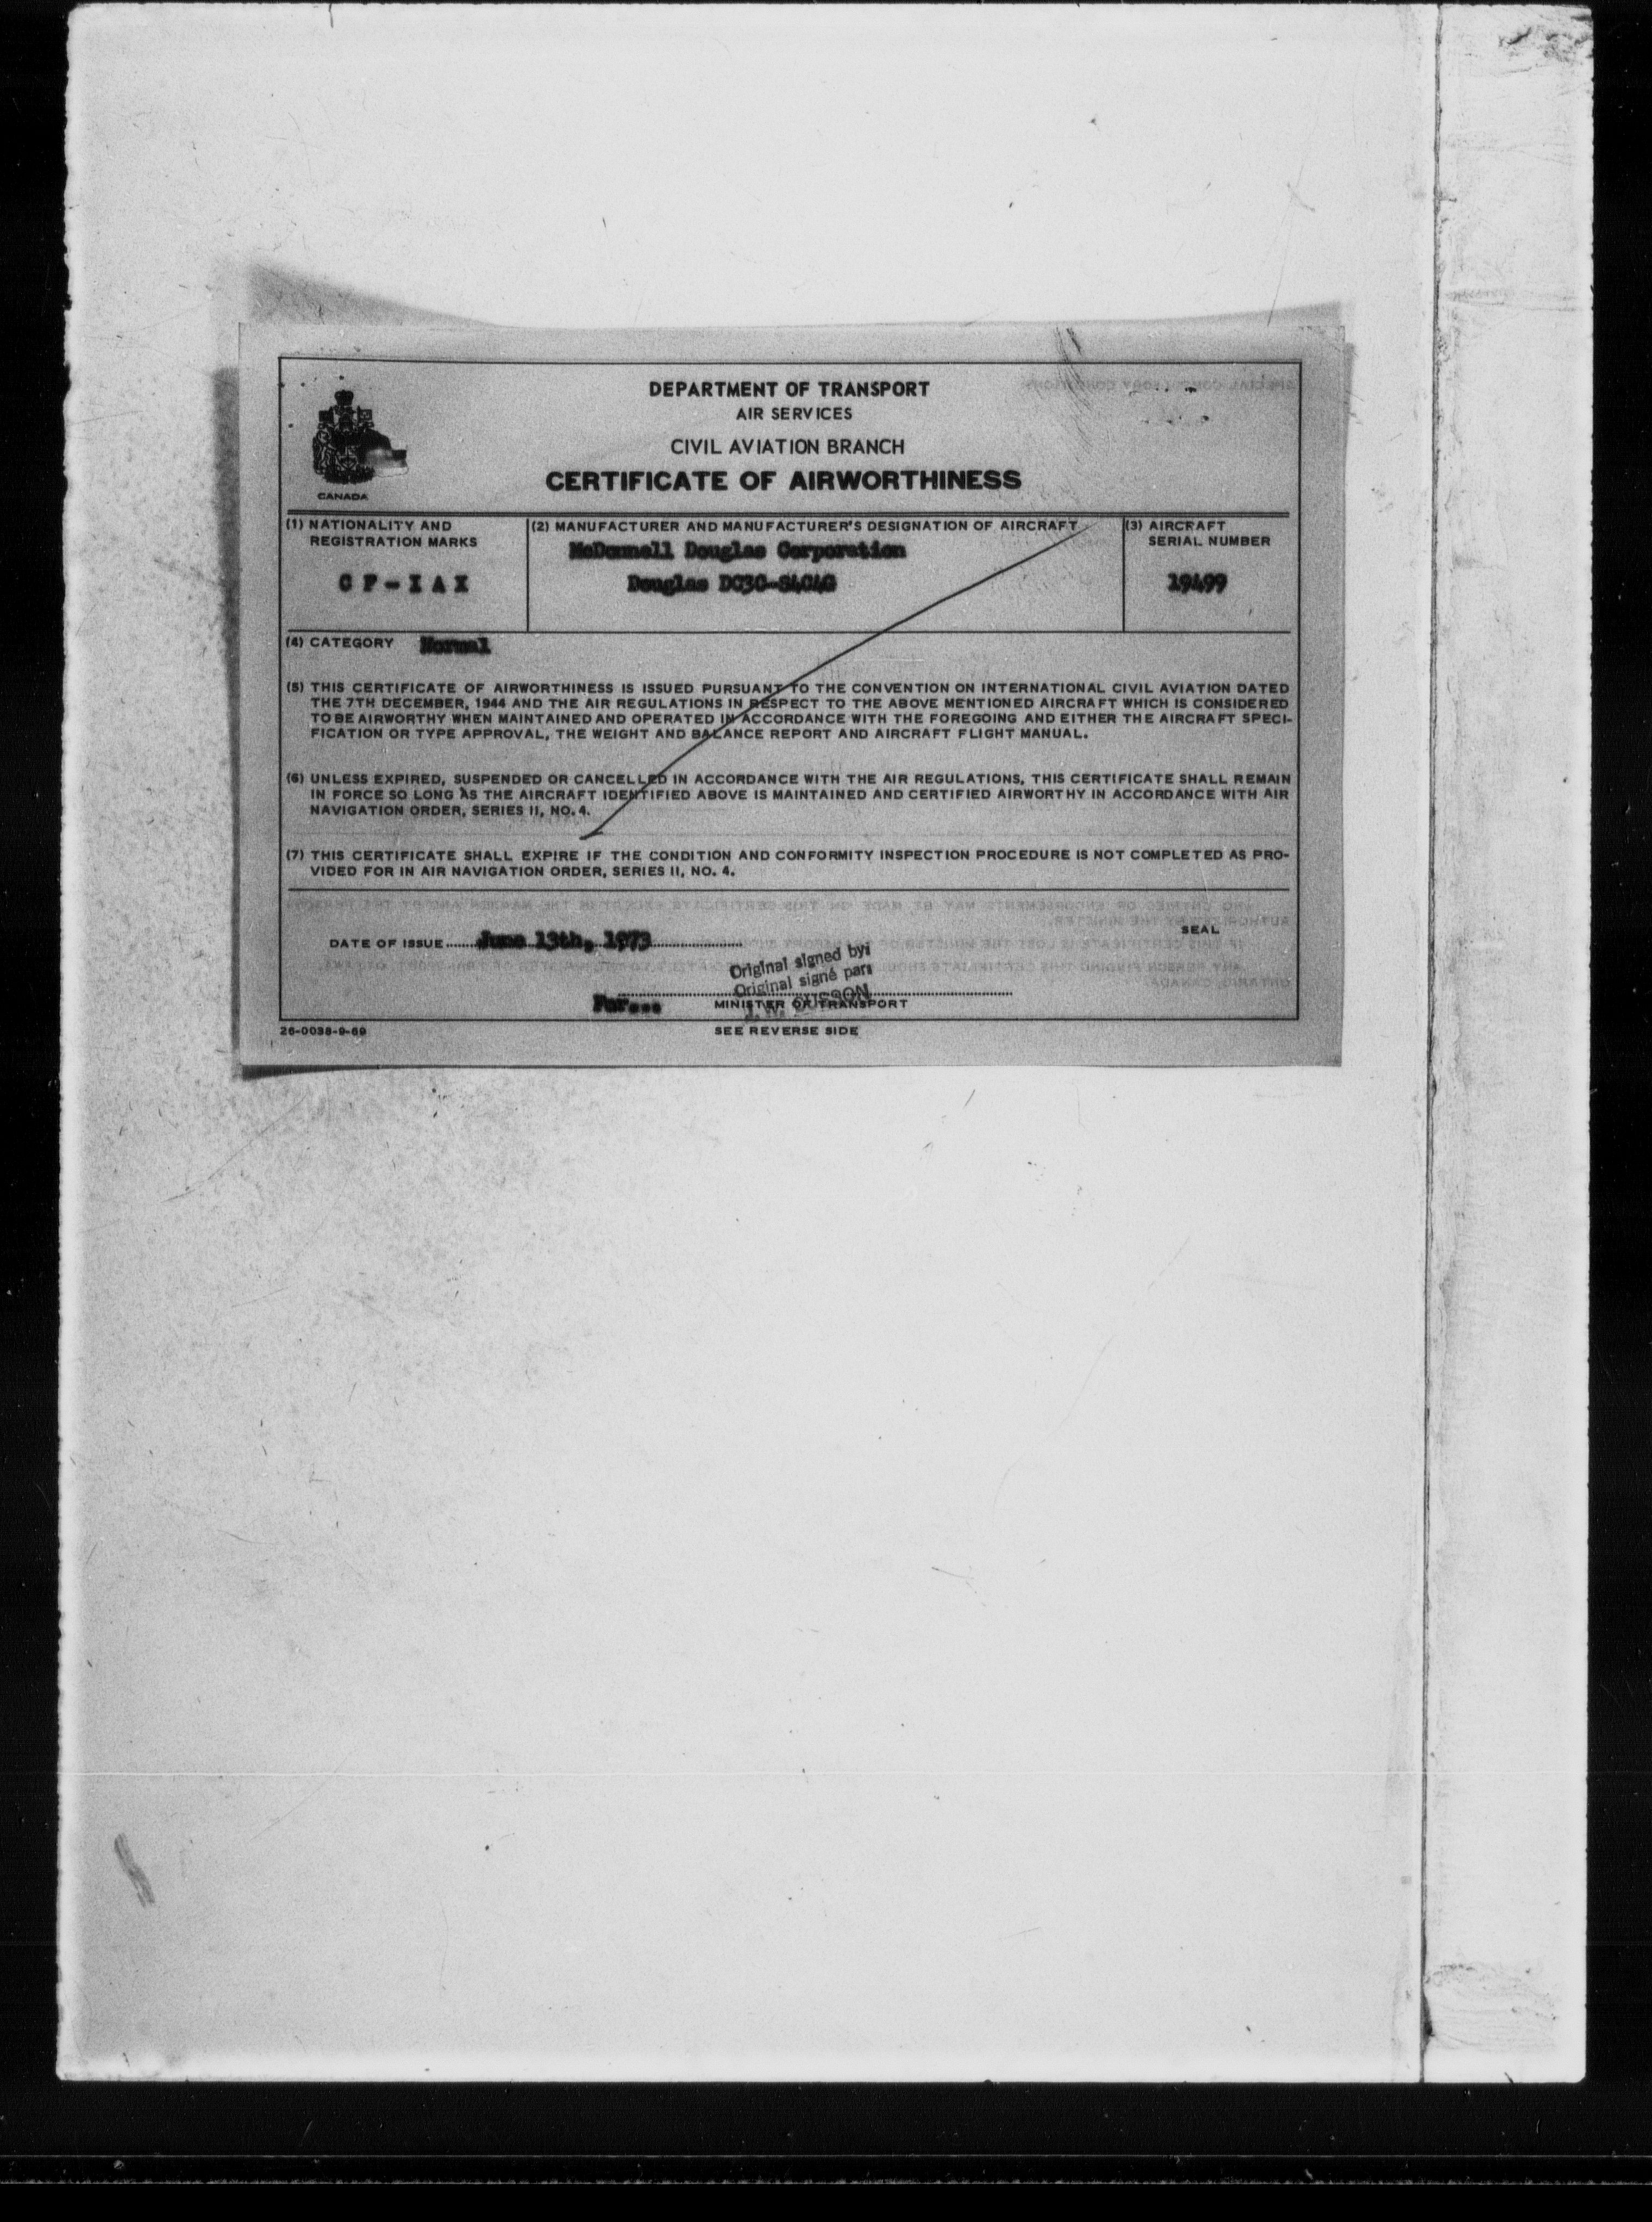 DEPARTMENT OF TRANSPORT
AIR SERVICES
CIVIL AVIATION BRANCH
CERTIFICATE OF AIRWORTHINESS
CANADA
(1) NATIONALITY AND
REGISTRATION MARKS
C F - I A X
(2) MANUFACTURER AND MANUFACTURER'S DESIGNATION OF AIRCRAFT
McDonnell Douglas Corporation
Douglas DC3C-S4C4G
(3) AIRCRAFT
SERIAL NUMBER
19499
(4) CATEGORY Normal
(5) THIS CERTIFICATE OF AIRWORTHINESS IS ISSUED PURSUANT TO THE CONVENTION ON INTERNATIONAL CIVIL AVIATION DATED
THE 7TH DECEMBER, 1944 AND THE AIR REGULATIONS IN RESPECT TO THE ABOVE MENTIONED AIRCRAFT WHICH IS CONSIDERED
TO BE AIRWORTHY WHEN MAINTAINED AND OPERATED IN ACCORDANCE WITH THE FOREGOING AND EITHER THE AIRCRAFT SPECI-
FICATION OR TYPE APPROVAL, THE WEIGHT AND BALANCE REPORT AND AIRCRAFT FLIGHT MANUAL.
(6) UNLESS EXPIRED, SUSPENDED OR CANCELLED IN ACCORDANCE WITH THE AIR REGULATIONS, THIS CERTIFICATE SHALL REMAIN
IN FORCE SO LONG AS THE AIRCRAFT IDENTIFIED ABOVE IS MAINTAINED AND CERTIFIED AIRWORTHY IN ACCORDANCE WITH AIR
NAVIGATION ORDER, SERIES II, NO. 4.
(7) THIS CERTIFICATE SHALL EXPIRE IF THE CONDITION AND CONFORMITY INSPECTION PROCEDURE IS NOT COMPLETED AS PRO-
VIDED FOR IN AIR NAVIGATION ORDER, SERIES II, NO. 4.
DATE OF ISSUE June 13th, 1973
SEAL
Original signed by:
Original signé par:
For...
MINISTER OF TRANSPORT
26-0038-9-69
SEE REVERSE SIDE